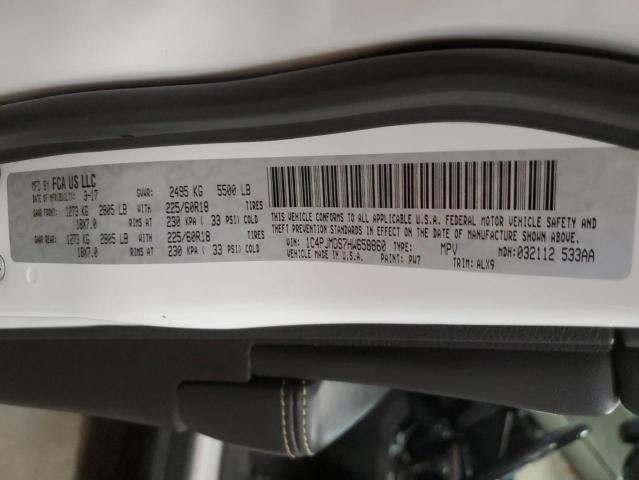 MFD BY FCA US LLC
DATE OF MFR(BUILT): 3-17 GVWR: 2495 KG 5500 LB
GAWR FRONT: 1273 KG 2805 LB WITH 225/60R18 TIRES
18X7.0 230 KPA ( 33 PSI) COLD
GAWR REAR: 1273 KG 2805 LB WITH 225/60R18 TIRES
18X7.0 230 KPA ( 33 PSI) COLD
THIS VEHICLE CONFORMS TO ALL APPLICABLE U.S.A. FEDERAL MOTOR VEHICLE SAFETY AND
THEFT PREVENTION STANDARDS IN EFFECT ON THE DATE OF MANUFACTURE SHOWN ABOVE.
VIN: 1C4PJMDS7HW658860 TYPE: MPV MDH: 032112 533AA
VEHICLE MADE IN U.S.A. PAINT: PW7 TRIM: ALX9